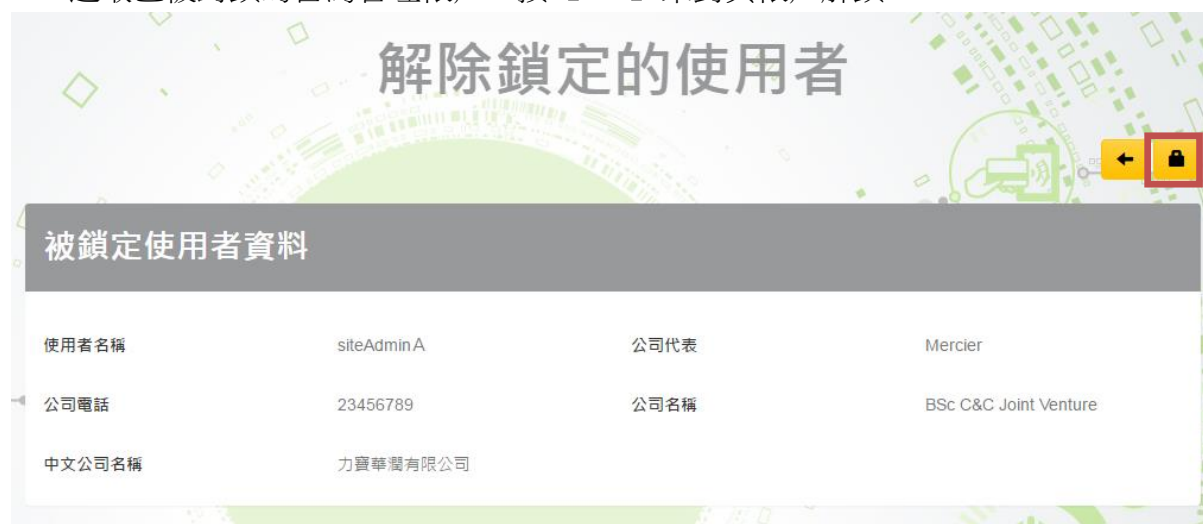 解除鎖定的使用者
被鎖定使用者資料
使用者名稱 siteAdminA 公司代表 Mercier
公司電話 23456789 公司名稱 BSc C&C Joint Venture
中文公司名稱 力寶華潤有限公司